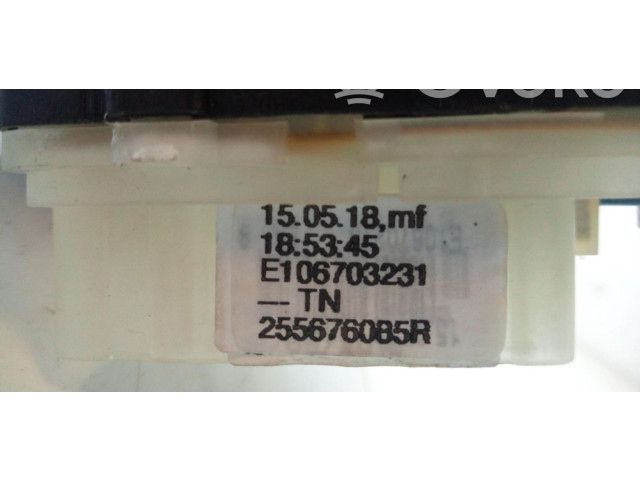 15.05.18,mf
18:53:45
E106703231
--- TN
255676085R